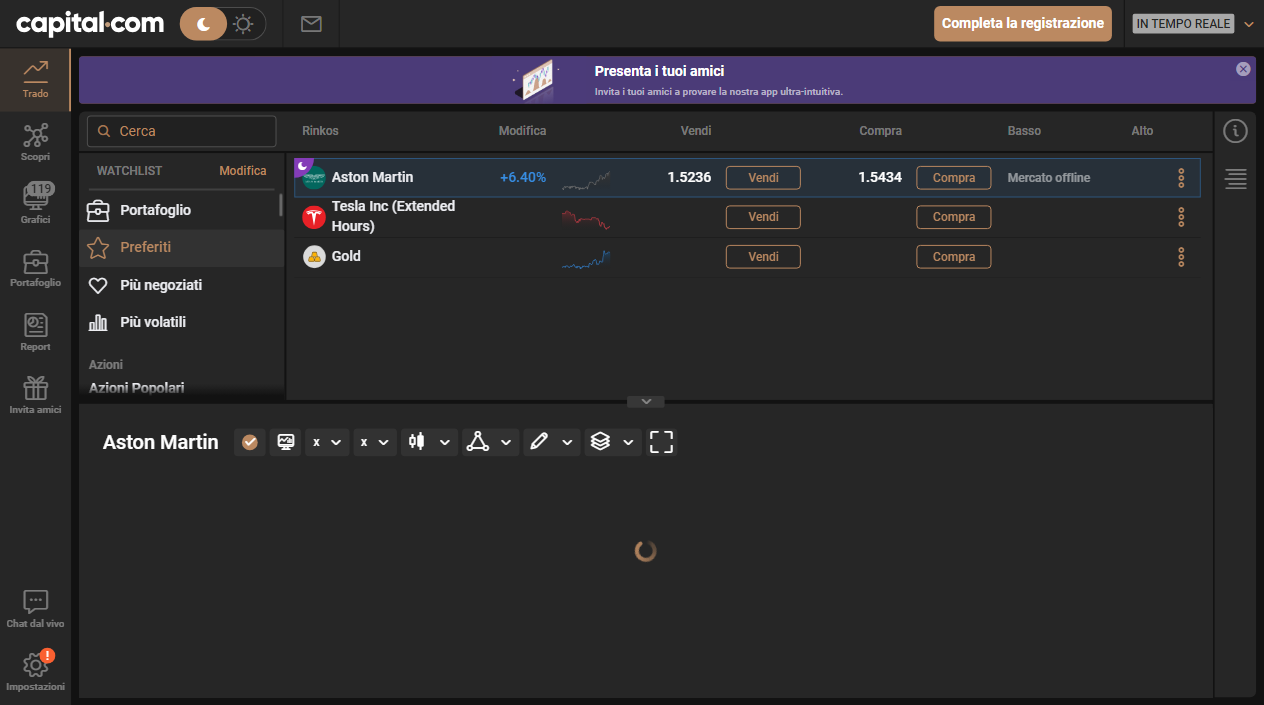 capital.com
Completa la registrazione
IN TEMPO REALE
Trado
Presenta i tuoi amici
Invita i tuoi amici a provare la nostra app ultra-intuitiva.
Scopri
119
Grafici
Portafoglio
Report
Invita amici
Chat dal vivo
!
Impostazioni
Cerca
WATCHLIST
Modifica
Portafoglio
Preferiti
Più negoziati
Più volatili
Azioni
Azioni Popolari
Rinkos
Modifica
Vendi
Compra
Basso
Alto
Aston Martin
+6.40%
1.5236
Vendi
1.5434
Compra
Mercato offline
Tesla Inc (Extended
Hours)
Vendi
Compra
Gold
Vendi
Compra
Aston Martin
x
x